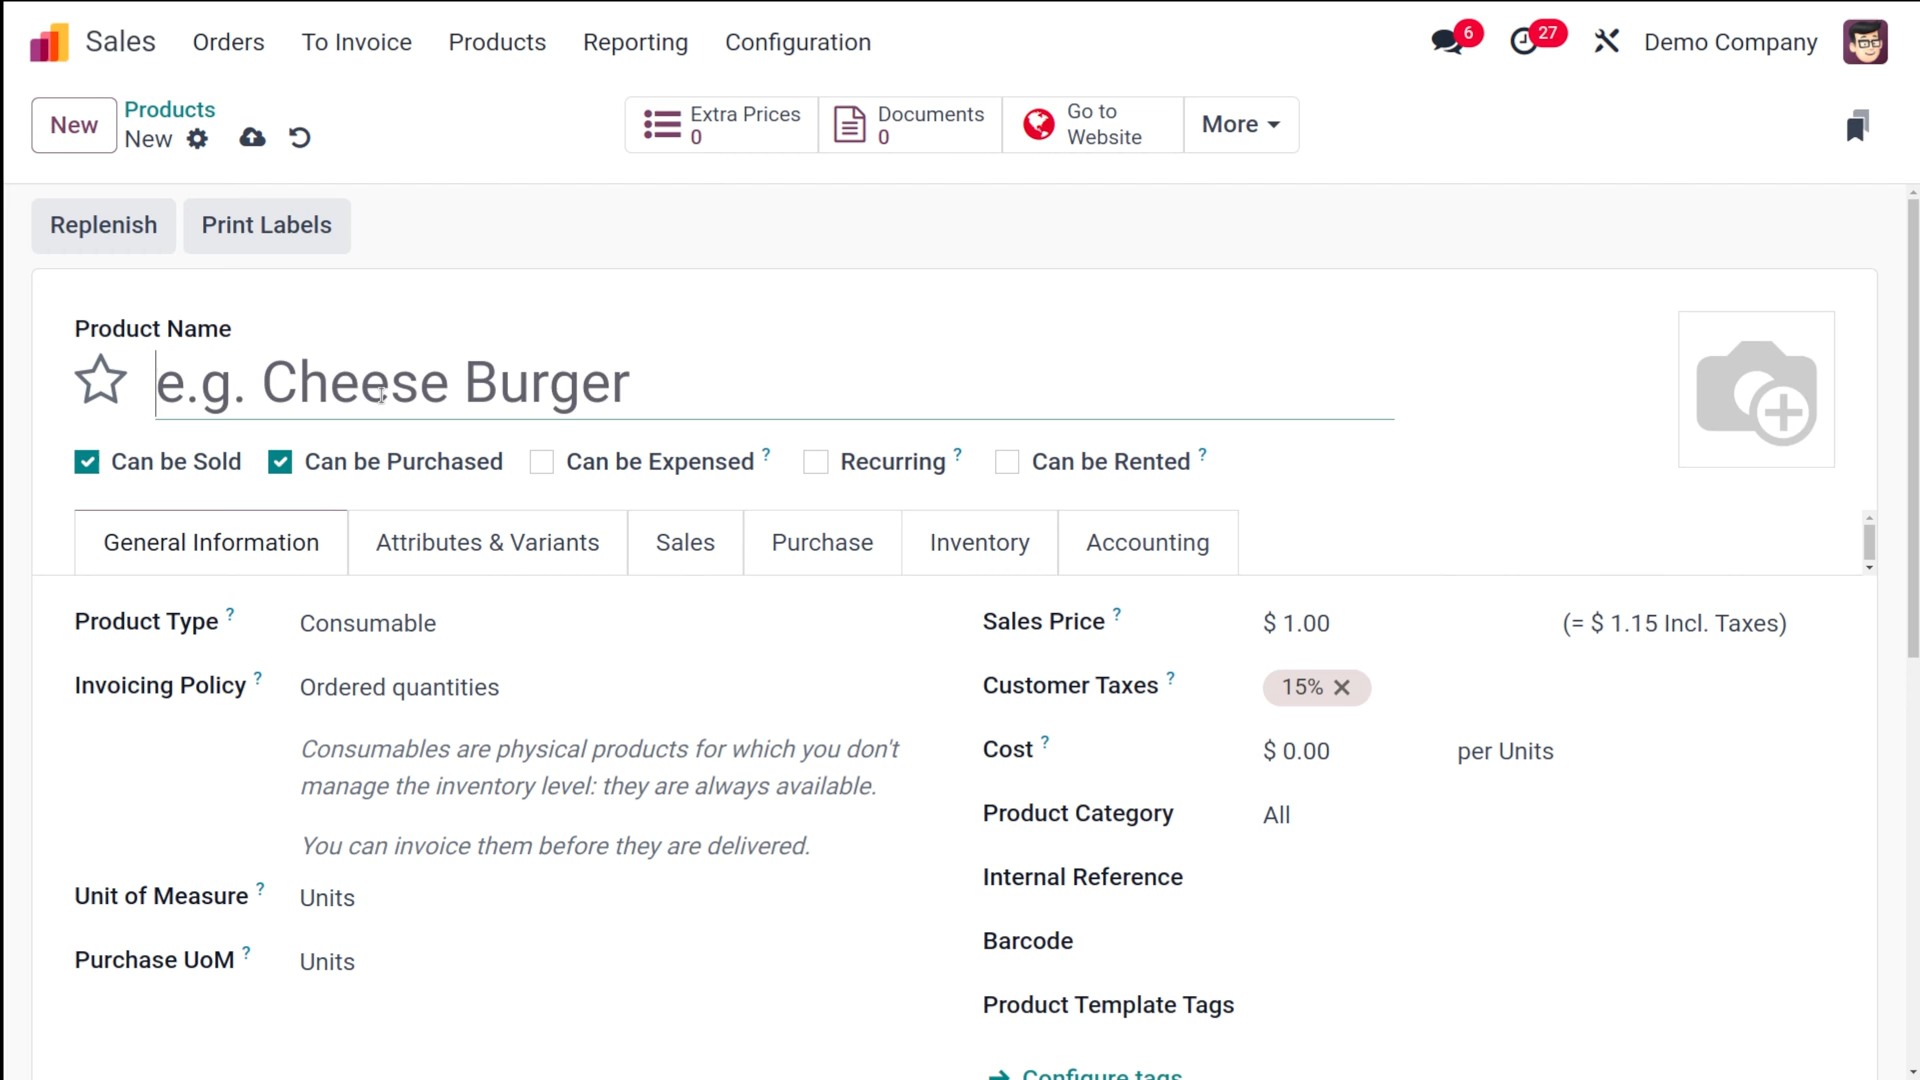 Sales Orders To Invoice Products Reporting Configuration 6 27 Demo Company
New Products
New
Extra Prices
0
Documents
0
Go to
Website
More
Replenish Print Labels
Product Name
e.g. Cheese Burger
Can be Sold Can be Purchased Can be Expensed ? Recurring ? Can be Rented ?
General Information Attributes & Variants Sales Purchase Inventory Accounting
Product Type ? Consumable
Invoicing Policy ? Ordered quantities
Consumables are physical products for which you don't
manage the inventory level: they are always available.
You can invoice them before they are delivered.
Unit of Measure ? Units
Purchase UoM ? Units
Sales Price ? $ 1.00 (= $ 1.15 Incl. Taxes)
Customer Taxes ? 15%
Cost ? $ 0.00 per Units
Product Category All
Internal Reference
Barcode
Product Template Tags
Configure tags